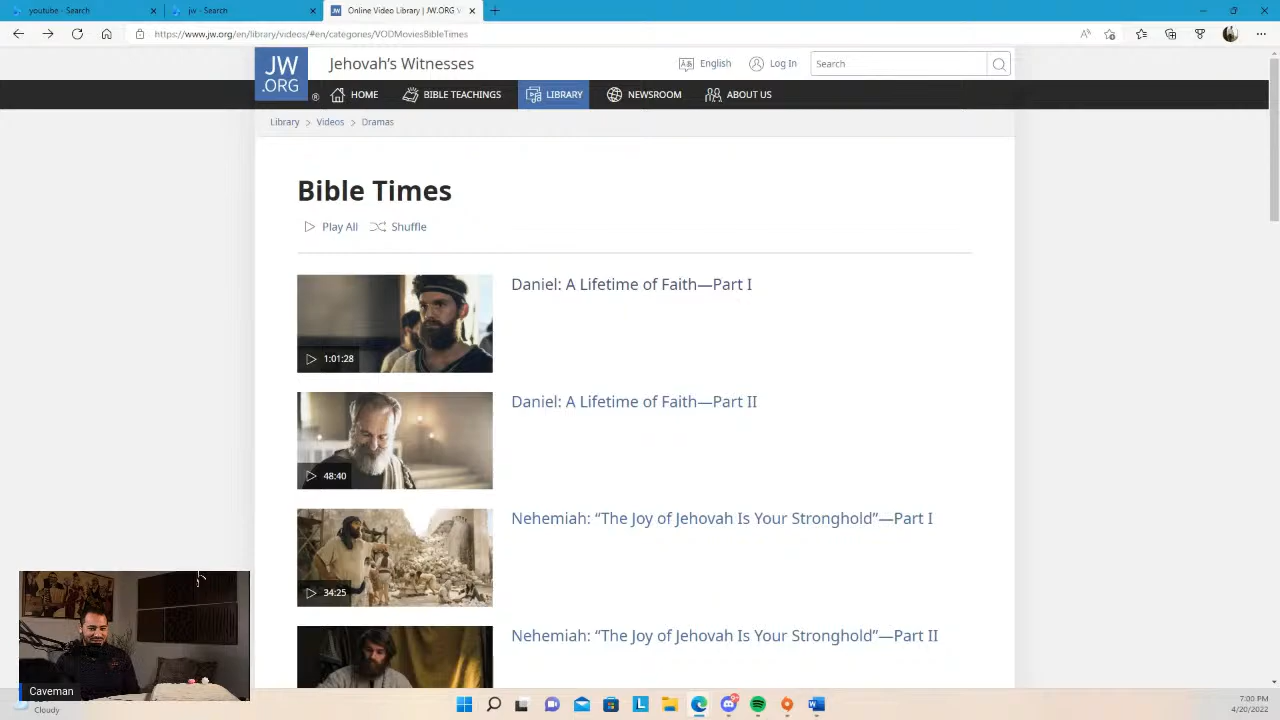 youtube - Search
jw - Search
Online Video Library | JW.ORG V
https://www.jw.org/en/library/videos/#en/categories/VODMoviesBibleTimes
JW
.ORG
®
Jehovah's Witnesses
English
Log In
Search
HOME
BIBLE TEACHINGS
LIBRARY
NEWSROOM
ABOUT US
Library > Videos > Dramas
Bible Times
Play All
Shuffle
1:01:28
Daniel: A Lifetime of Faith—Part I
48:40
Daniel: A Lifetime of Faith—Part II
34:25
Nehemiah: “The Joy of Jehovah Is Your Stronghold”—Part I
Nehemiah: “The Joy of Jehovah Is Your Stronghold”—Part II
Caveman
Cloudy
7:00 PM
4/20/2022